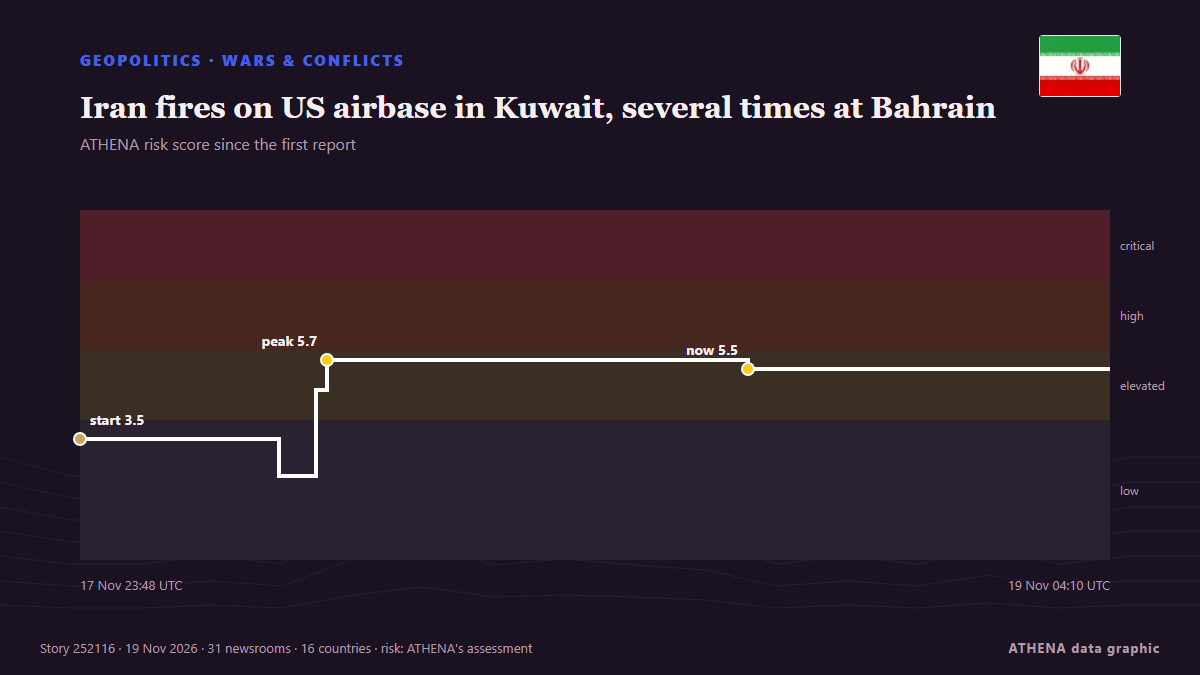 GEOPOLITICS · WARS & CONFLICTS
Iran fires on US airbase in Kuwait, several times at Bahrain
ATHENA risk score since the first report
critical
high
peak 5.7
now 5.5
elevated
start 3.5
low
17 Nov 23:48 UTC
19 Nov 04:10 UTC
Story 252116 · 19 Nov 2026 · 31 newsrooms · 16 countries · risk: ATHENA's assessment
ATHENA data graphic